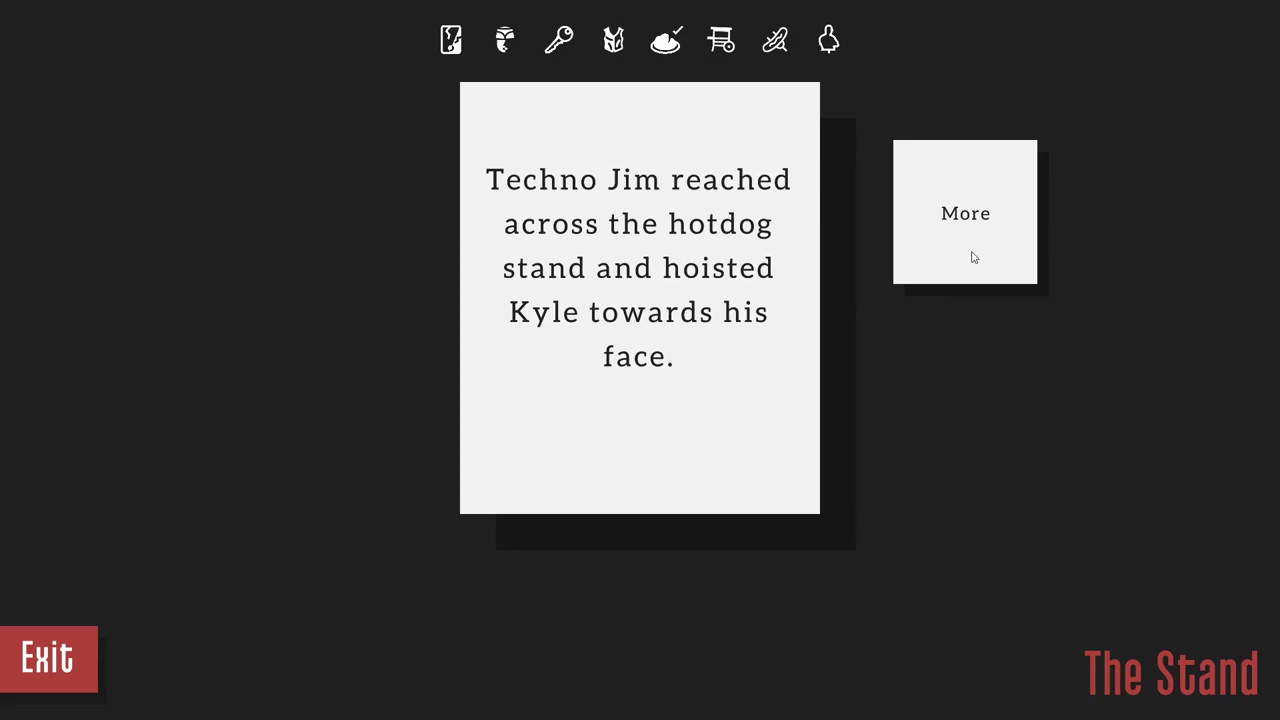 Techno Jim reached
across the hotdog
stand and hoisted
Kyle towards his
face.
More
Exit
The Stand